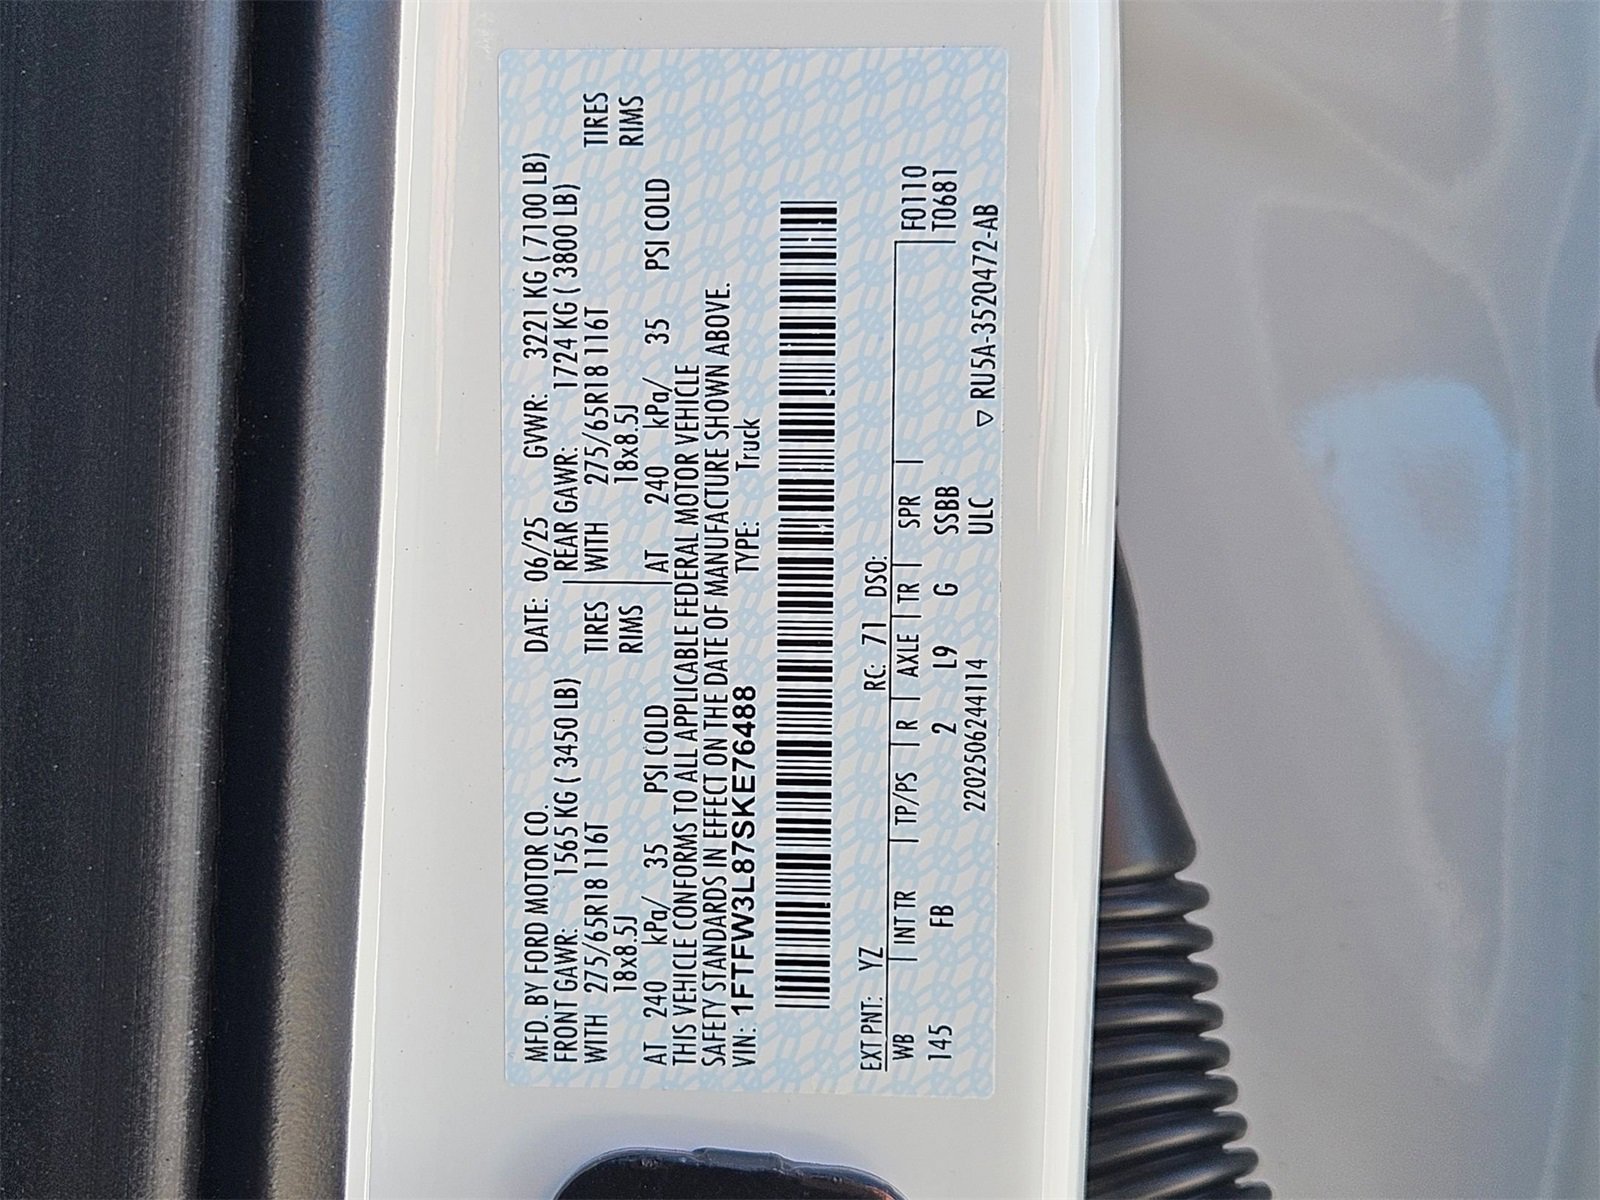 MFD. BY FORD MOTOR CO. DATE: 06/25 GVWR: 3221 KG ( 7100 LB)
FRONT GAWR: 1565 KG ( 3450 LB) REAR GAWR: 1724 KG ( 3800 LB)
WITH 275/65R18 116T TIRES WITH 275/65R18 116T TIRES
18x8.5J RIMS 18x8.5J RIMS
AT 240 kPa/ 35 PSI COLD AT 240 kPa/ 35 PSI COLD
THIS VEHICLE CONFORMS TO ALL APPLICABLE FEDERAL MOTOR VEHICLE
SAFETY STANDARDS IN EFFECT ON THE DATE OF MANUFACTURE SHOWN ABOVE.
VIN: 1FTFW3L87SKE76488 TYPE: Truck
EXT PNT: YZ RC: 71 DSO:
WB INT TR TP/PS R AXLE TR SPR F0110
145 FB 2 L9 G SSBB T0681
220250624​4114 ULC ▽ RU5A-3520472-AB